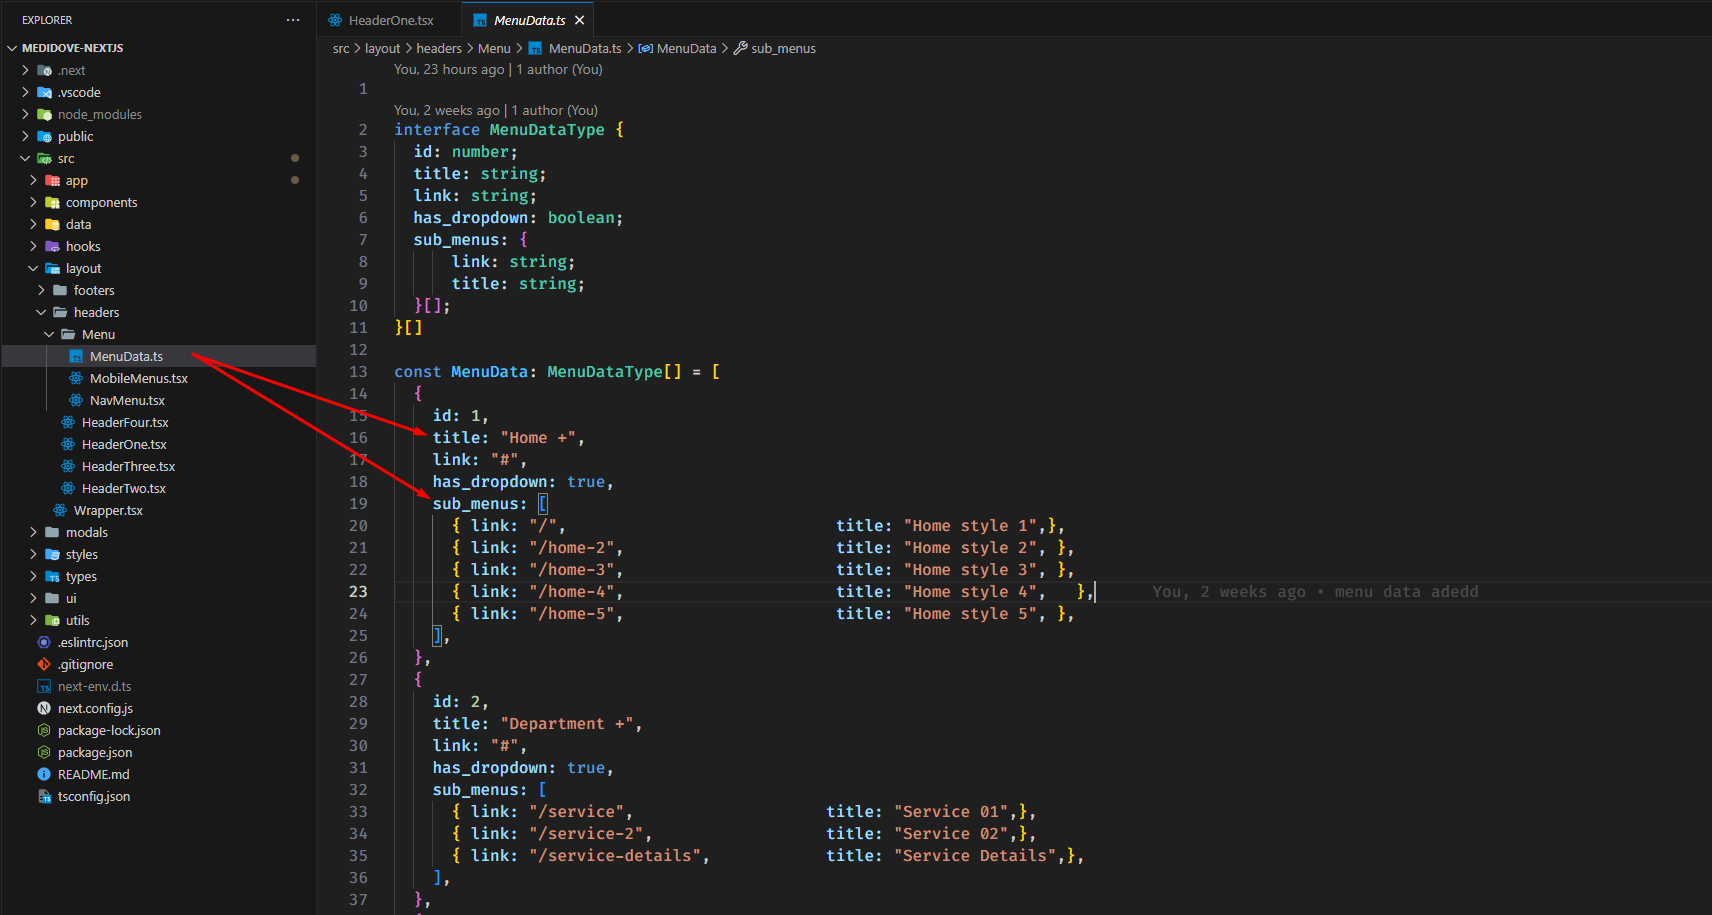 EXPLORER
MEDIDOVE-NEXTJS
.next
.vscode
node_modules
public
src
app
components
data
hooks
layout
footers
headers
Menu
MenuData.ts
MobileMenus.tsx
NavMenu.tsx
HeaderFour.tsx
HeaderOne.tsx
HeaderThree.tsx
HeaderTwo.tsx
Wrapper.tsx
modals
styles
types
ui
utils
.eslintrc.json
.gitignore
next-env.d.ts
next.config.js
package-lock.json
package.json
README.md
tsconfig.json
HeaderOne.tsx
MenuData.ts
src > layout > headers > Menu > MenuData.ts > MenuData > sub_menus
You, 23 hours ago | 1 author (You)
1
You, 2 weeks ago | 1 author (You)
2 interface MenuDataType {
3 id: number;
4 title: string;
5 link: string;
6 has_dropdown: boolean;
7 sub_menus: {
8 link: string;
9 title: string;
10 }[];
11 }[]
12
13 const MenuData: MenuDataType[] = [
14 {
15 id: 1,
16 title: "Home +",
17 link: "#",
18 has_dropdown: true,
19 sub_menus: [
20 { link: "/", title: "Home style 1",},
21 { link: "/home-2", title: "Home style 2", },
22 { link: "/home-3", title: "Home style 3", },
23 { link: "/home-4", title: "Home style 4", }, You, 2 weeks ago • menu data adedd
24 { link: "/home-5", title: "Home style 5", },
25 ],
26 },
27 {
28 id: 2,
29 title: "Department +",
30 link: "#",
31 has_dropdown: true,
32 sub_menus: [
33 { link: "/service", title: "Service 01",},
34 { link: "/service-2", title: "Service 02",},
35 { link: "/service-details", title: "Service Details",},
36 ],
37 },